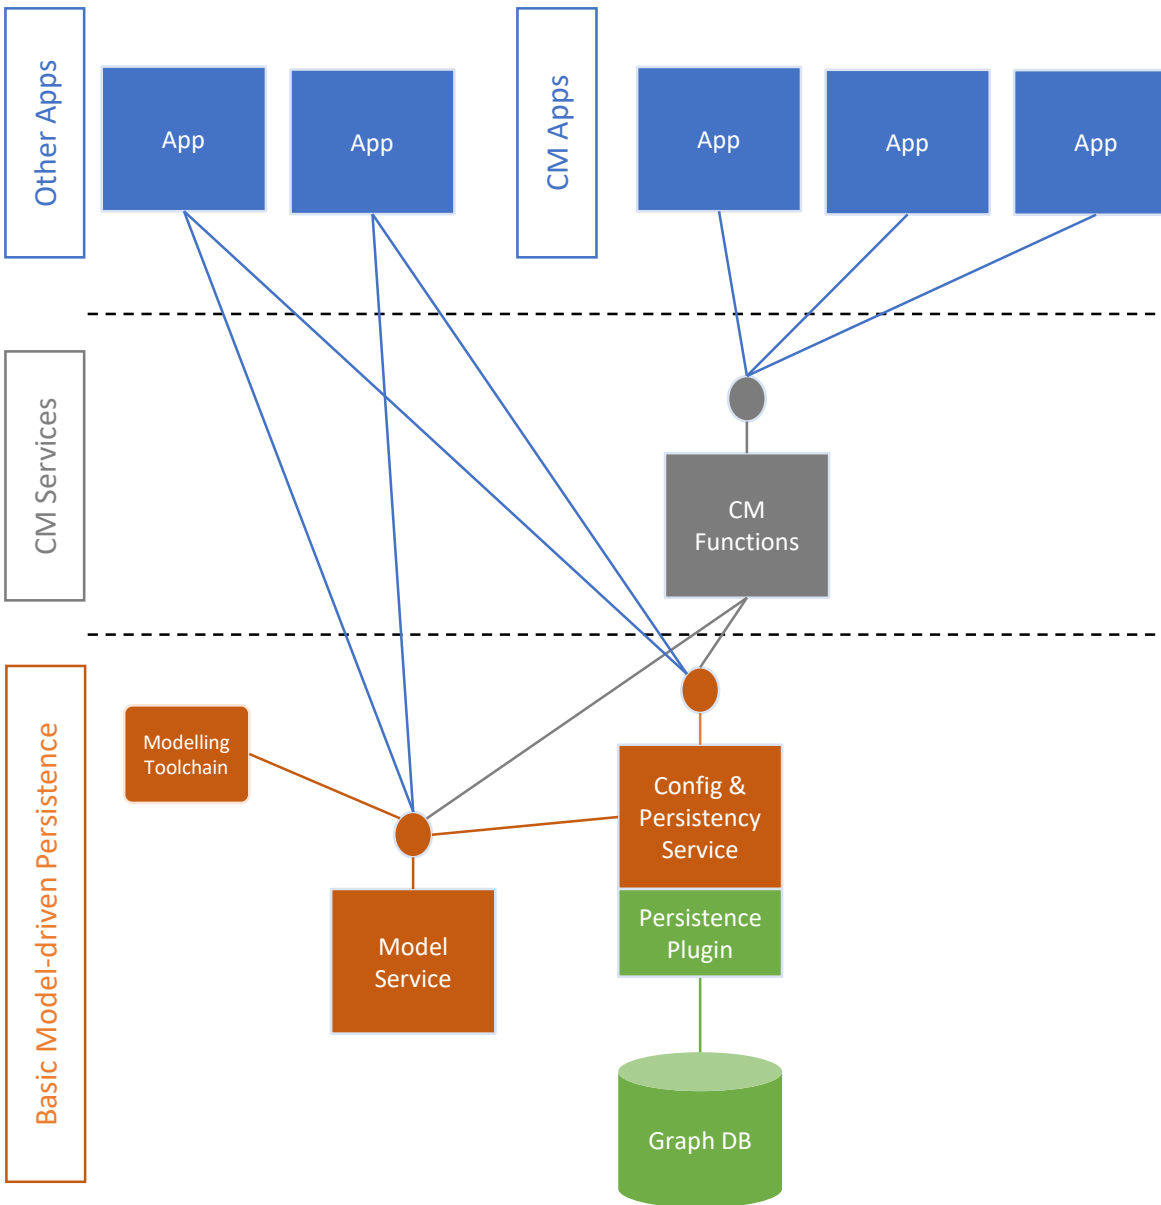 Other Apps
App
App
CM Apps
App
App
App
CM Services
CM
Functions
Basic Model-driven Persistence
Modelling
Toolchain
Config &
Persistency
Service
Persistence
Plugin
Model
Service
Graph DB